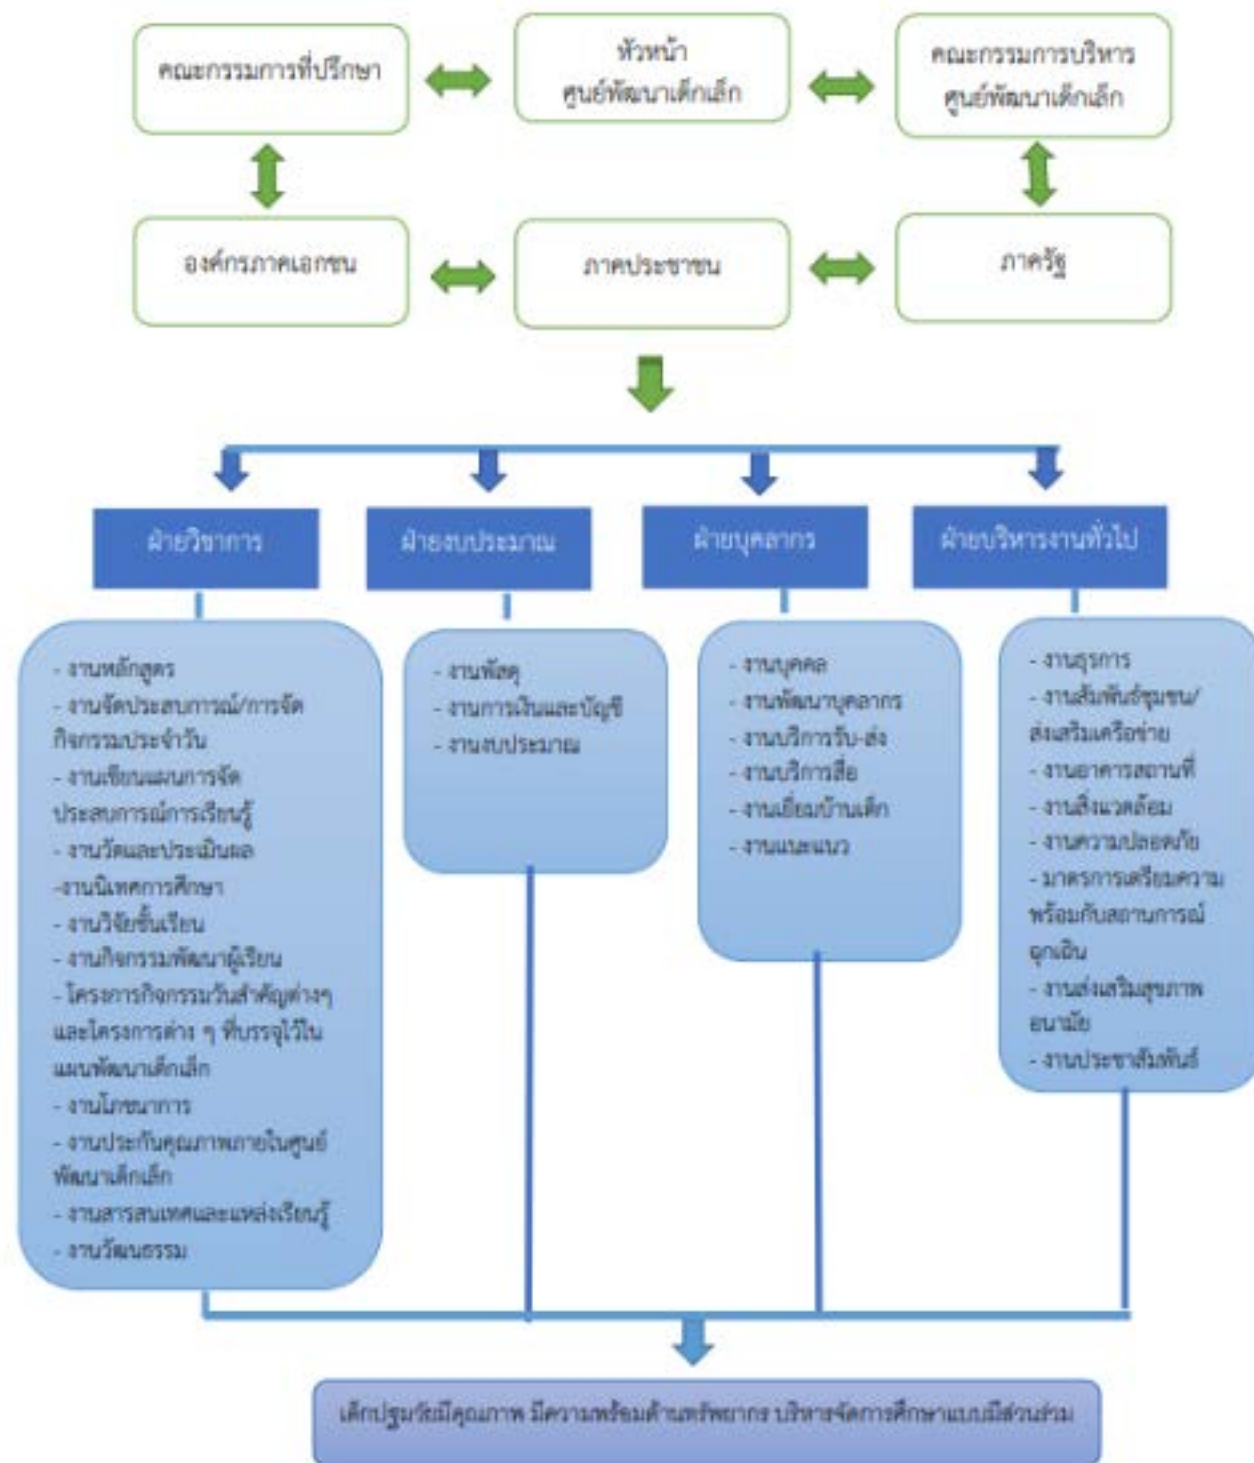 คณะกรรมการที่ปรึกษา
หัวหน้า
ศูนย์พัฒนาเด็กเล็ก
คณะกรรมการบริหาร
ศูนย์พัฒนาเด็กเล็ก
องค์กรภาคเอกชน
ภาคประชาชน
ภาครัฐ
ฝ่ายวิชาการ
ฝ่ายงบประมาณ
ฝ่ายบุคลากร
ฝ่ายบริหารงานทั่วไป
- งานหลักสูตร
- งานจัดประสบการณ์/การจัด
กิจกรรมประจำวัน
- งานเขียนแผนการจัด
ประสบการณ์การเรียนรู้
- งานวัดและประเมินผล
-งานนิเทศการศึกษา
- งานวิจัยชั้นเรียน
- งานกิจกรรมพัฒนาผู้เรียน
- โครงการกิจกรรมวันสำคัญต่างๆ
และโครงการต่าง ๆ ที่บรรจุไว้ใน
แผนพัฒนาเด็กเล็ก
- งานโภชนาการ
- งานประกันคุณภาพภายในศูนย์
พัฒนาเด็กเล็ก
- งานสารสนเทศและแหล่งเรียนรู้
- งานวัฒนธรรม
- งานพัสดุ
- งานการเงินและบัญชี
- งานงบประมาณ
- งานบุคคล
- งานพัฒนาบุคลากร
- งานบริการรับ-ส่ง
- งานบริการสื่อ
- งานเยี่ยมบ้านเด็ก
- งานแนะแนว
- งานธุรการ
- งานสัมพันธ์ชุมชน/
ส่งเสริมเครือข่าย
- งานอาคารสถานที่
- งานสิ่งแวดล้อม
- งานความปลอดภัย
- มาตรการเตรียมความ
พร้อมกับสถานการณ์
ฉุกเฉิน
- งานส่งเสริมสุขภาพ
อนามัย
- งานประชาสัมพันธ์
เด็กปฐมวัยมีคุณภาพ มีความพร้อมด้านทรัพยากร บริหารจัดการศึกษาแบบมีส่วนร่วม